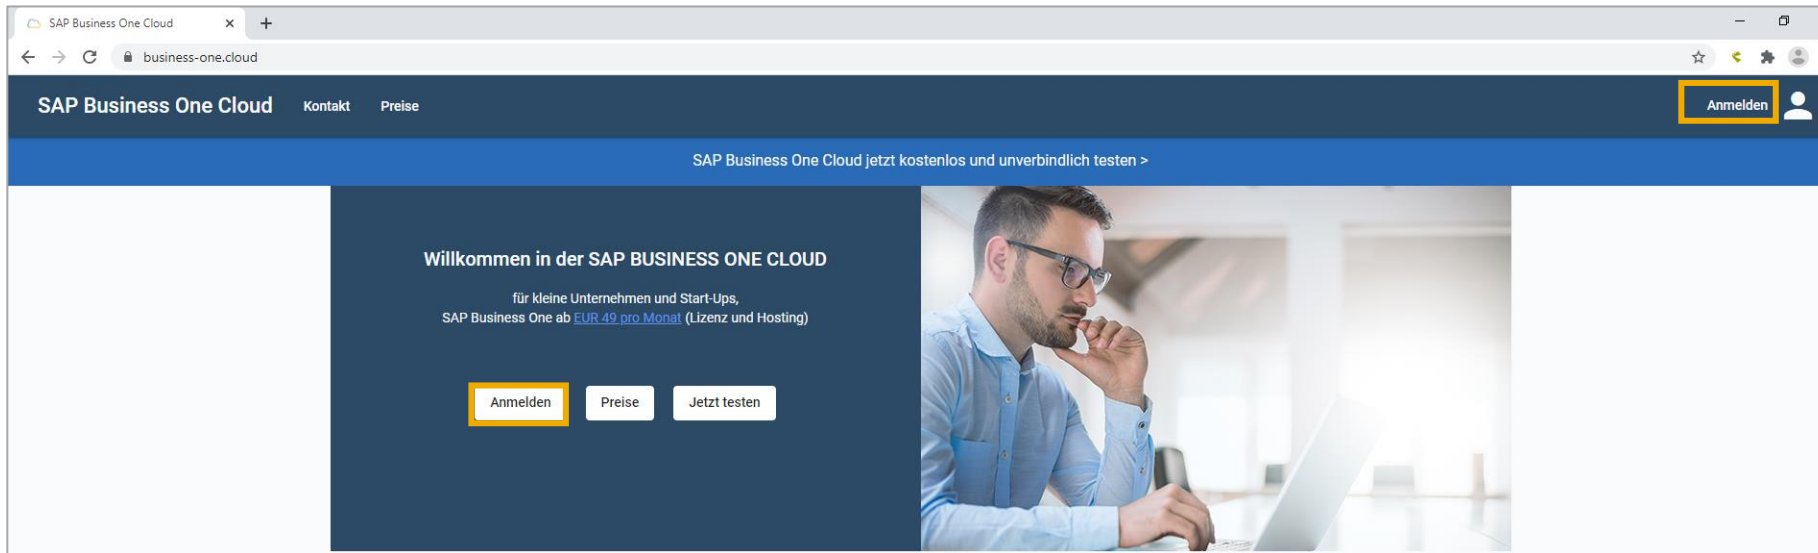 SAP Business One Cloud
business-one.cloud
SAP Business One Cloud Kontakt Preise Anmelden
SAP Business One Cloud jetzt kostenlos und unverbindlich testen >
Willkommen in der SAP BUSINESS ONE CLOUD
für kleine Unternehmen und Start-Ups,
SAP Business One ab EUR 49 pro Monat (Lizenz und Hosting)
Anmelden Preise Jetzt testen